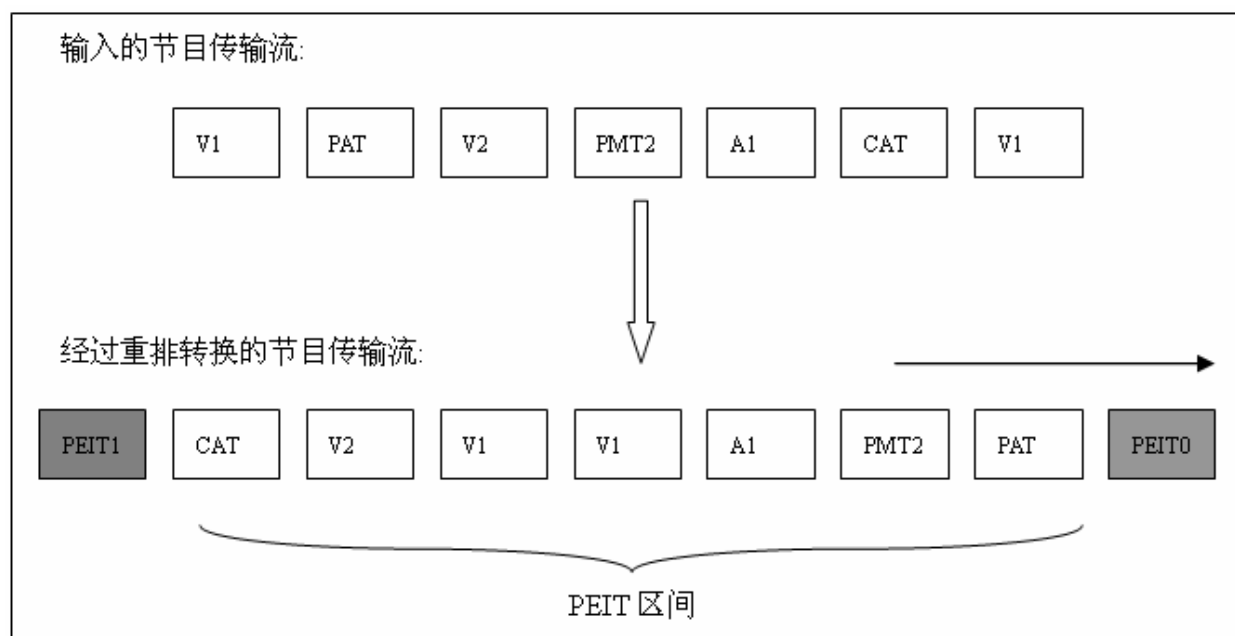 输入的节目传输流:
V1 PAT V2 PMT2 A1 CAT V1
经过重排转换的节目传输流:
PEIT1 CAT V2 V1 V1 A1 PMT2 PAT PEIT0
PEIT 区间